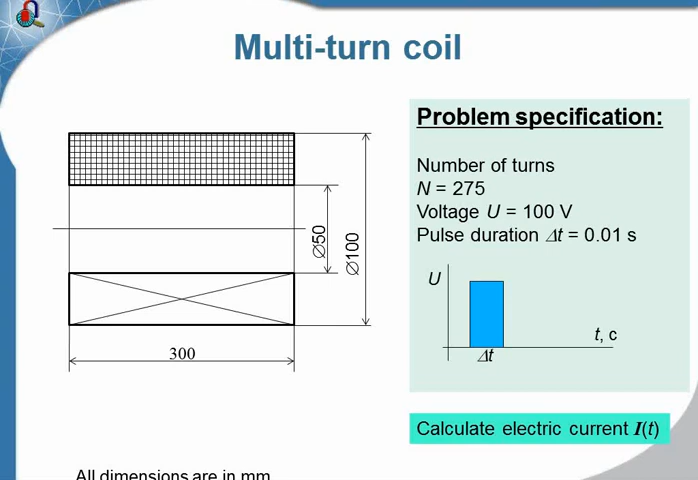 Multi-turn coil
Problem specification:
Number of turns
N = 275
Voltage U = 100 V
Pulse duration Δt = 0.01 s
U
t, c
Δt
Ø50
Ø100
300
Calculate electric current I(t)
All dimensions are in mm